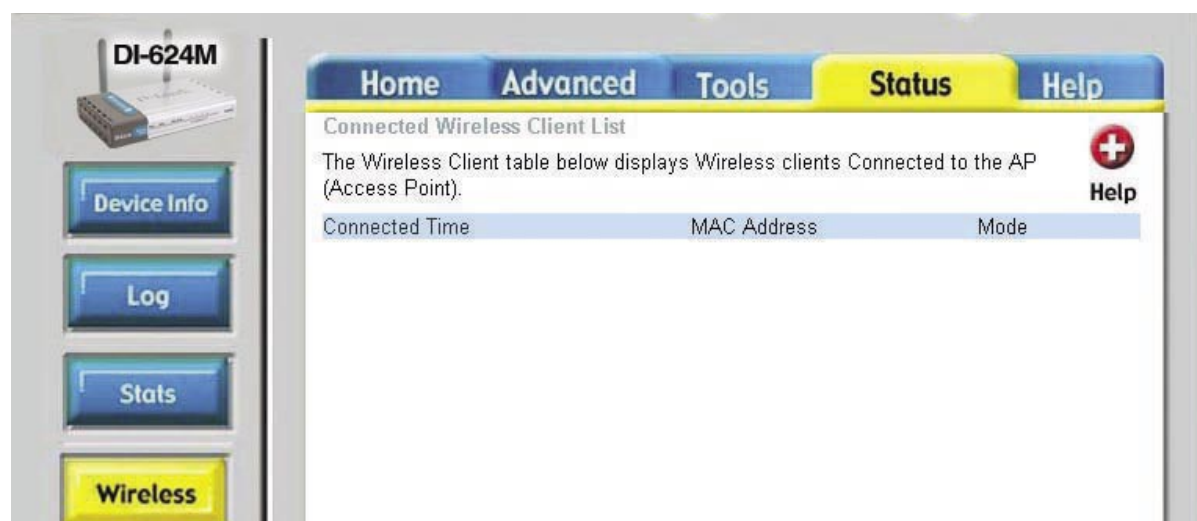 DI-624M
Home Advanced Tools Status Help
Connected Wireless Client List
The Wireless Client table below displays Wireless clients Connected to the AP
(Access Point).
Help
Connected Time MAC Address Mode
Device Info
Log
Stats
Wireless